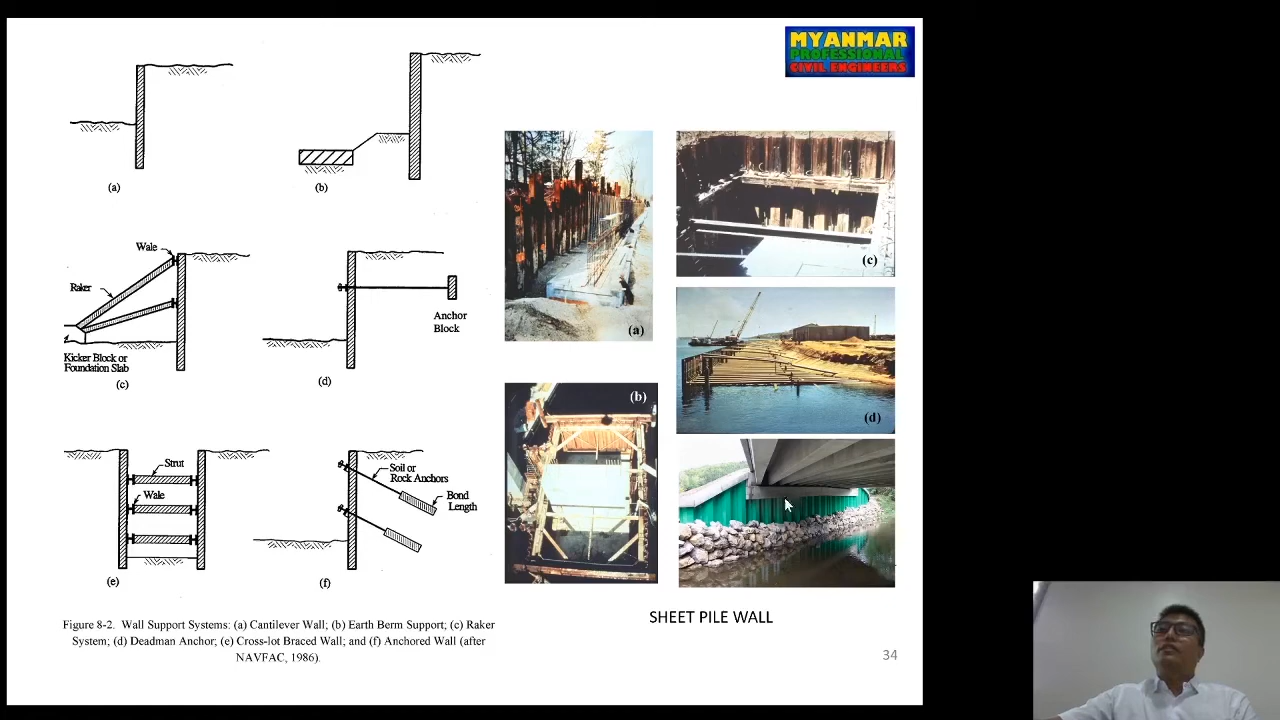 MYANMAR
PROFESSIONAL
CIVIL ENGINEERS
(a)
(b)
Wale
Raker
Kicker Block or
Foundation Slab
(c)
Anchor
Block
(d)
Strut
Wale
(e)
Soil or
Rock Anchors
Bond
Length
(f)
Figure 8-2. Wall Support Systems: (a) Cantilever Wall; (b) Earth Berm Support; (c) Raker
System; (d) Deadman Anchor; (e) Cross-lot Braced Wall; and (f) Anchored Wall (after
NAVFAC, 1986).
(a)
(c)
(b)
(d)
SHEET PILE WALL
34